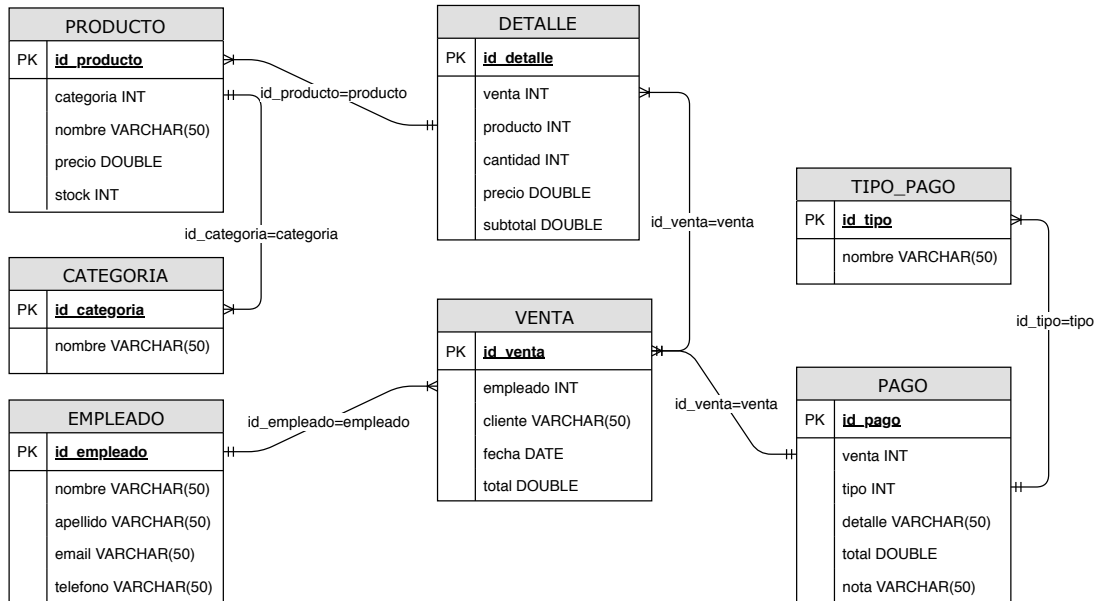 PRODUCTO
PK id_producto
categoria INT
nombre VARCHAR(50)
precio DOUBLE
stock INT
id_producto=producto
DETALLE
PK id_detalle
venta INT
producto INT
cantidad INT
precio DOUBLE
subtotal DOUBLE
id_categoria=categoria
id_venta=venta
TIPO_PAGO
PK id_tipo
nombre VARCHAR(50)
id_tipo=tipo
CATEGORIA
PK id_categoria
nombre VARCHAR(50)
VENTA
PK id_venta
empleado INT
cliente VARCHAR(50)
fecha DATE
total DOUBLE
id_venta=venta
id_empleado=empleado
EMPLEADO
PK id_empleado
nombre VARCHAR(50)
apellido VARCHAR(50)
email VARCHAR(50)
telefono VARCHAR(50)
PAGO
PK id_pago
venta INT
tipo INT
detalle VARCHAR(50)
total DOUBLE
nota VARCHAR(50)